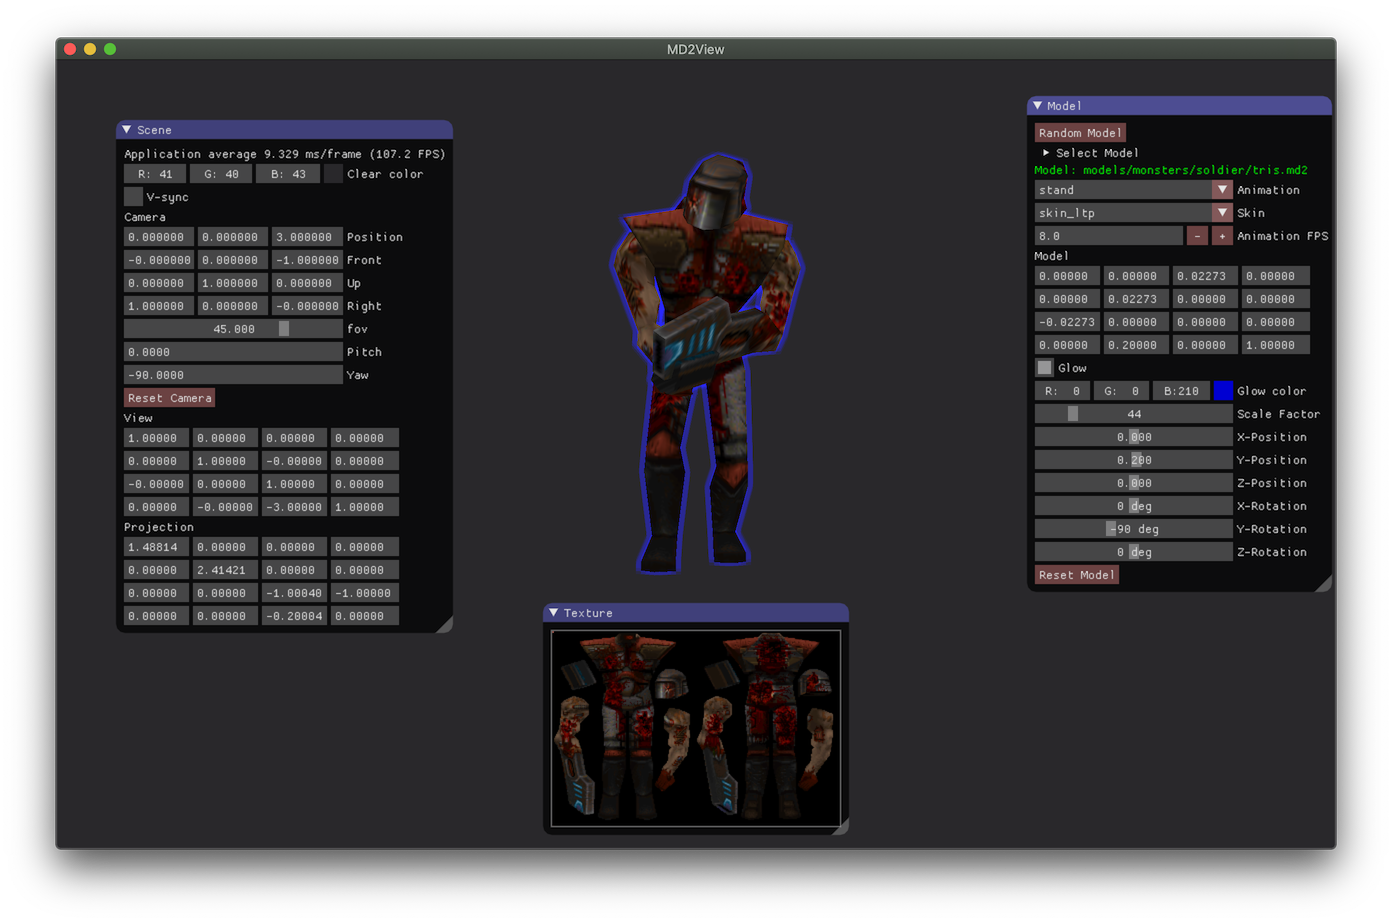 MD2View
Scene
Application average 9.329 ms/frame (107.2 FPS)
R: 41 G: 40 B: 43 Clear color
V-sync
Camera
0.000000 0.000000 3.000000 Position
-0.000000 0.000000 -1.000000 Front
0.000000 1.000000 0.000000 Up
1.000000 0.000000 -0.000000 Right
45.000 fov
0.0000 Pitch
-90.0000 Yaw
Reset Camera
View
1.00000 0.00000 0.00000 0.00000
0.00000 1.00000 -0.00000 0.00000
-0.00000 0.00000 1.00000 0.00000
0.00000 -0.00000 -3.00000 1.00000
Projection
1.48814 0.00000 0.00000 0.00000
0.00000 2.41421 0.00000 0.00000
0.00000 0.00000 -1.00040 -1.00000
0.00000 0.00000 -0.20004 0.00000
Texture
Model
Random Model
Select Model
Model: models/monsters/soldier/tris.md2
stand Animation
skin_ltp Skin
8.0 - + Animation FPS
Model
0.00000 0.00000 0.02273 0.00000
0.00000 0.02273 0.00000 0.00000
-0.02273 0.00000 0.00000 0.00000
0.00000 0.20000 0.00000 1.00000
Glow
R: 0 G: 0 B:210 Glow color
44 Scale Factor
0.000 X-Position
0.200 Y-Position
0.000 Z-Position
0 deg X-Rotation
-90 deg Y-Rotation
0 deg Z-Rotation
Reset Model